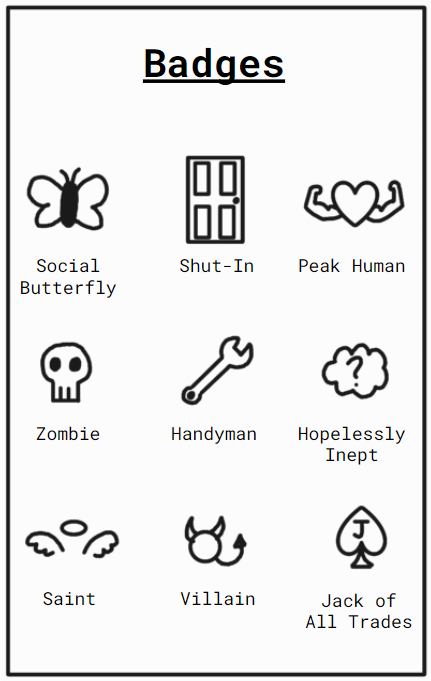 Badges
Social
Butterfly
Shut-In
Peak Human
Zombie
Handyman
?
Hopelessly
Inept
Saint
Villain
J
Jack of
All Trades